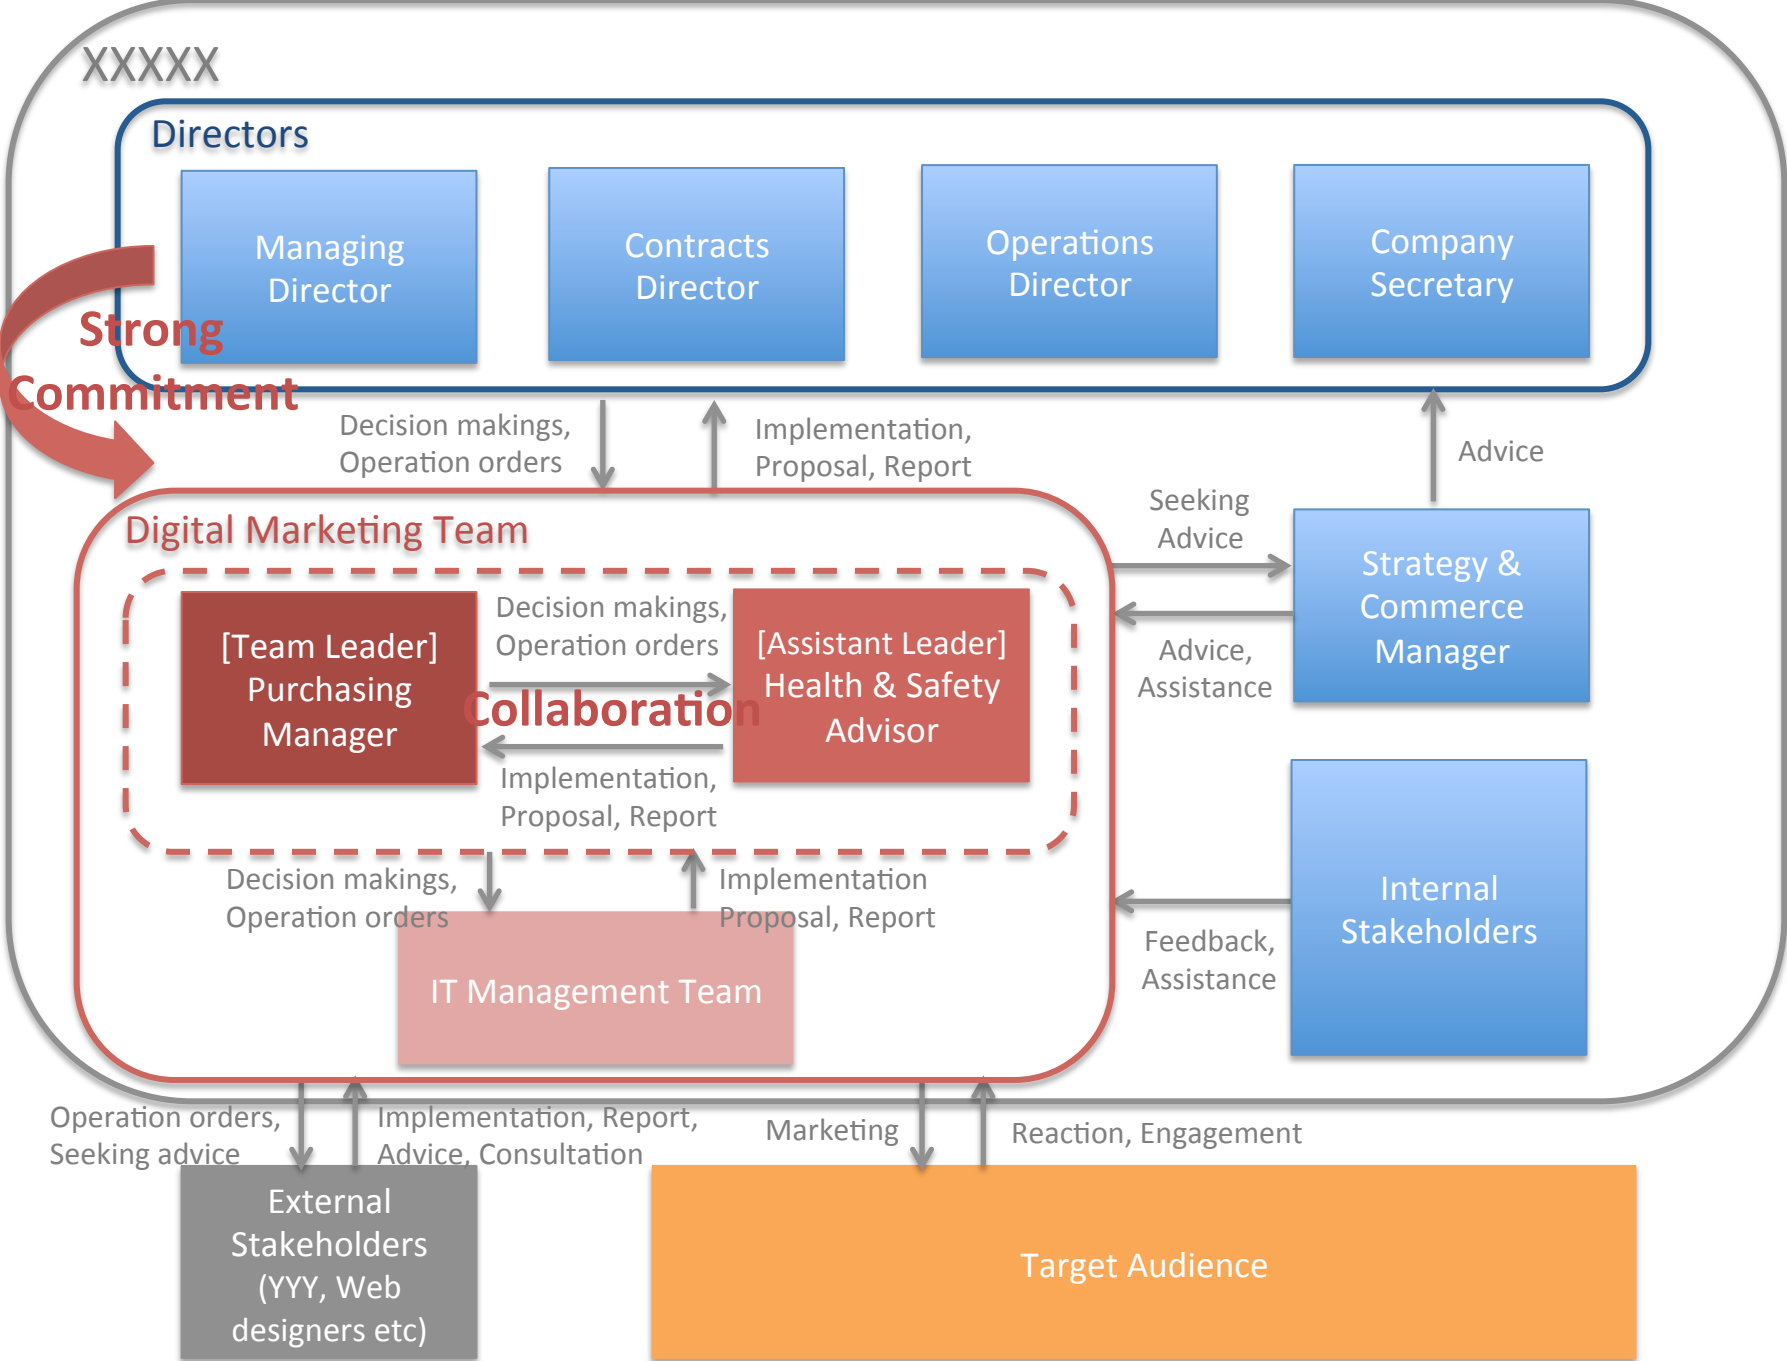 XXXXX
Directors
Managing
Director
Contracts
Director
Operations
Director
Company
Secretary
Strong
Commitment
Decision makings,
Operation orders
Implementation,
Proposal, Report
Advice
Seeking
Advice
Digital Marketing Team
Strategy &
Commerce
Manager
[Team Leader]
Purchasing
Manager
Decision makings,
Operation orders
[Assistant Leader]
Health & Safety
Advisor
Collaboration
Implementation,
Proposal, Report
Advice,
Assistance
Decision makings,
Operation orders
Implementation
Proposal, Report
IT Management Team
Internal
Stakeholders
Feedback,
Assistance
Operation orders,
Seeking advice
Implementation, Report,
Advice, Consultation
Marketing
Reaction, Engagement
External
Stakeholders
(YYY, Web
designers etc)
Target Audience